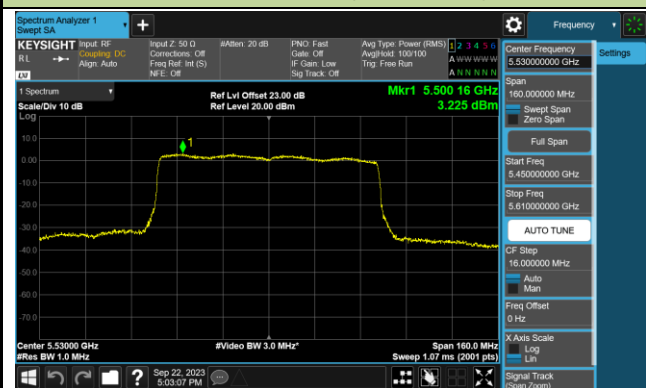 Spectrum Analyzer 1
Swept SA
Frequency
KEYSIGHT
RL
LXI
Input: RF
Coupling: DC
Align: Auto
Input Z: 50 Ω
Corrections: Off
Freq Ref: Int (S)
NFE: Off
#Atten: 20 dB
PNO: Fast
Gate: Off
IF Gain: Low
Sig Track: Off
Avg Type: Power (RMS)
Avg|Hold: 100/100
Trig: Free Run
1 2 3 4 5 6
A W W W W W
A N N N N N
1 Spectrum
Scale/Div 10 dB
Log
Ref Lvl Offset 23.00 dB
Ref Level 20.00 dBm
Mkr1 5.500 16 GHz
3.225 dBm
1
10.0
0.00
-10.0
-20.0
-30.0
-40.0
-50.0
-60.0
-70.0
Center 5.53000 GHz
#Res BW 1.0 MHz
#Video BW 3.0 MHz*
Span 160.0 MHz
Sweep 1.07 ms (2001 pts)
Sep 22, 2023
5:03:07 PM
Center Frequency
5.530000000 GHz
Settings
Span
160.000000 MHz
Swept Span
Zero Span
Full Span
Start Freq
5.450000000 GHz
Stop Freq
5.610000000 GHz
AUTO TUNE
CF Step
16.000000 MHz
Auto
Man
Freq Offset
0 Hz
X Axis Scale
Log
Lin
Signal Track
(Span Zoom)